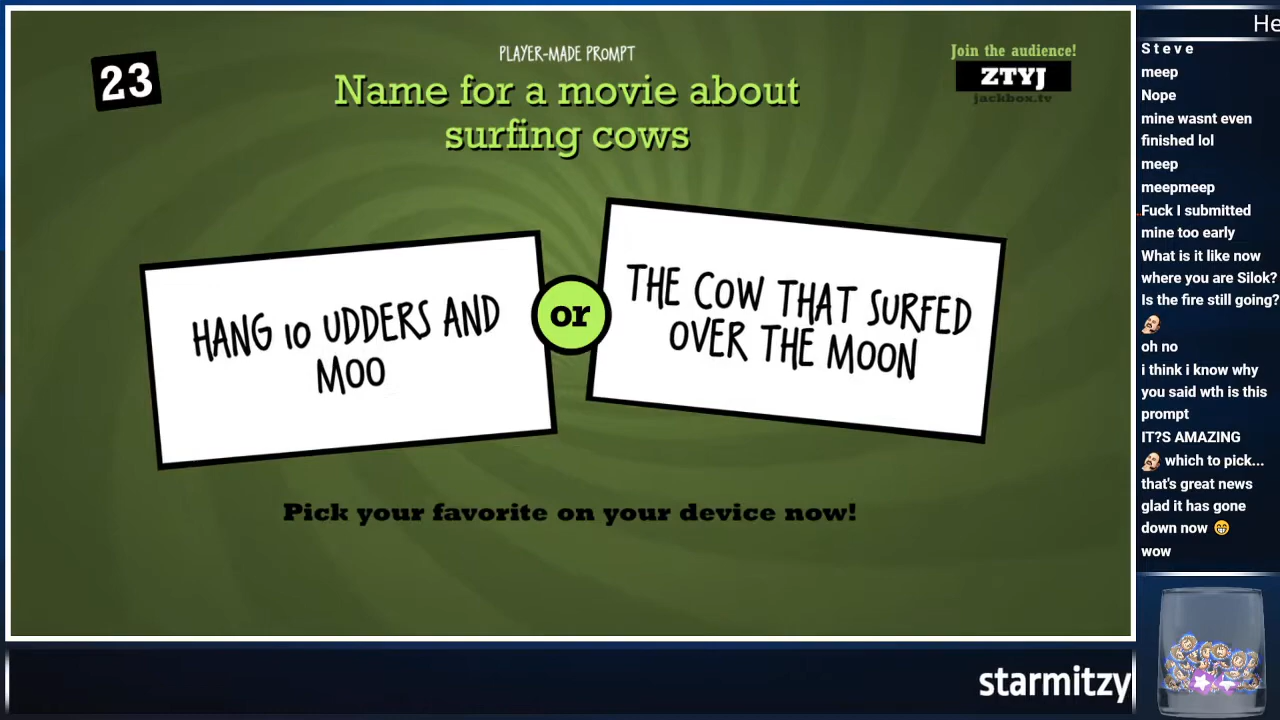 23
PLAYER-MADE PROMPT
Name for a movie about
surfing cows
Join the audience!
ZTYJ
jackbox.tv
HANG 10 UDDERS AND
MOO
or
THE COW THAT SURFED
OVER THE MOON
Pick your favorite on your device now!
He
Steve
meep
Nope
mine wasnt even
finished lol
meep
meepmeep
Fuck I submitted
mine too early
What is it like now
where you are Silok?
Is the fire still going?
oh no
i think i know why
you said wth is this
prompt
IT?S AMAZING
which to pick...
that's great news
glad it has gone
down now 😁
wow
starmitzy